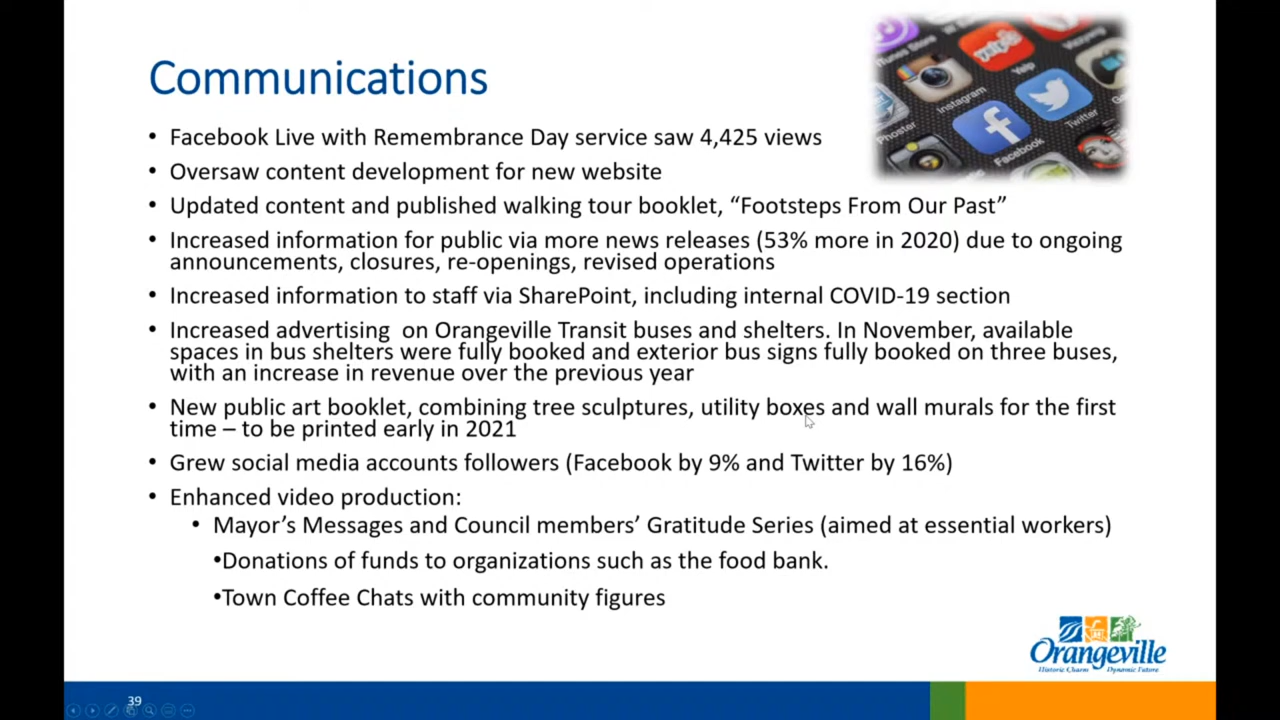 Communications
iTunes Store
Yelp
Instagram
Phoster
Facebook
Twitter
• Facebook Live with Remembrance Day service saw 4,425 views
• Oversaw content development for new website
• Updated content and published walking tour booklet, “Footsteps From Our Past”
• Increased information for public via more news releases (53% more in 2020) due to ongoing
announcements, closures, re-openings, revised operations
• Increased information to staff via SharePoint, including internal COVID-19 section
• Increased advertising  on Orangeville Transit buses and shelters. In November, available
spaces in bus shelters were fully booked and exterior bus signs fully booked on three buses,
with an increase in revenue over the previous year
• New public art booklet, combining tree sculptures, utility boxes and wall murals for the first
time – to be printed early in 2021
• Grew social media accounts followers (Facebook by 9% and Twitter by 16%)
• Enhanced video production:
• Mayor’s Messages and Council members’ Gratitude Series (aimed at essential workers)
•Donations of funds to organizations such as the food bank.
•Town Coffee Chats with community figures
Orangeville
Historic Charm Dynamic Future
39